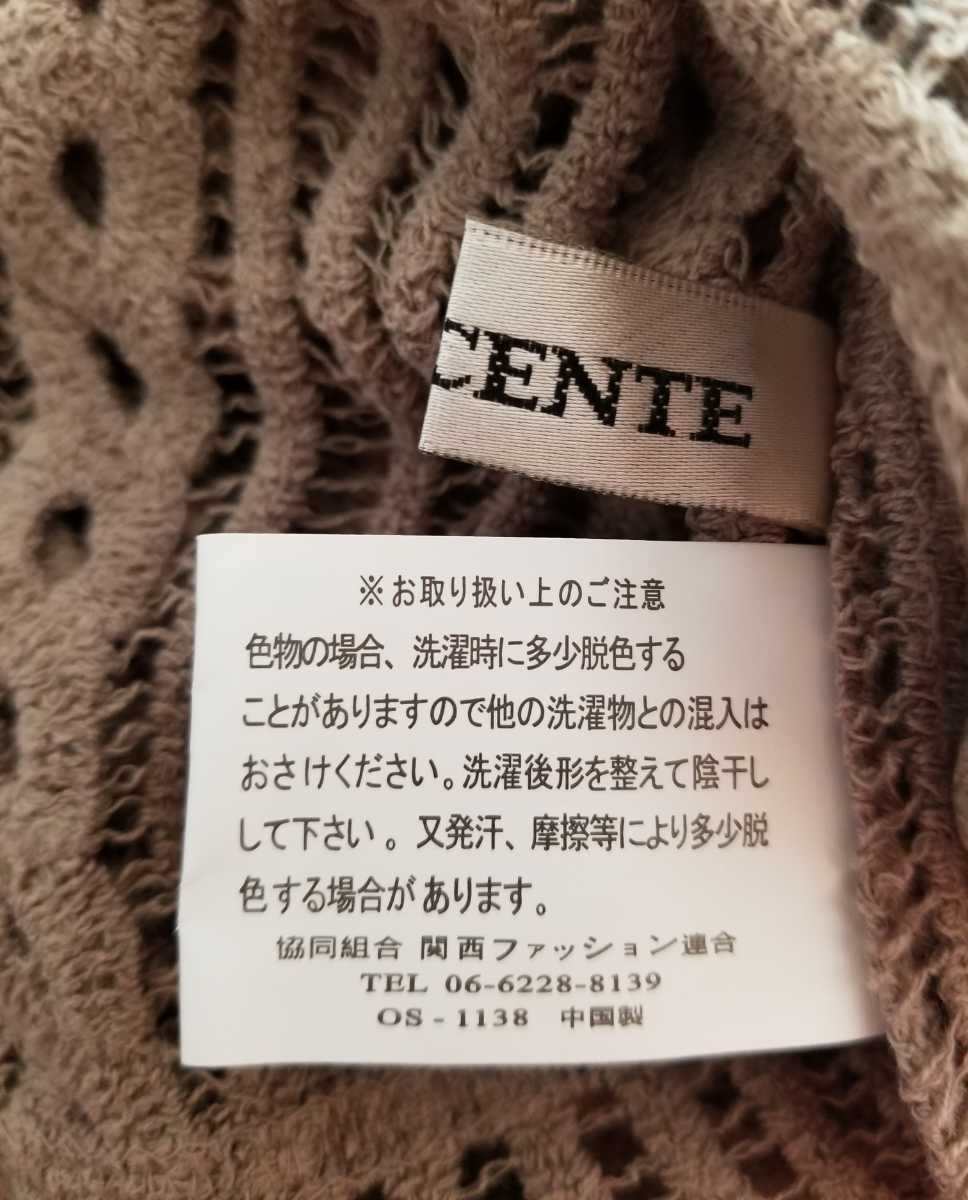 CENTE
※お取り扱い上のご注意
色物の場合、洗濯時に多少脱色する
ことがありますので他の洗濯物との混入は
おさけください。洗濯後形を整えて陰干し
して下さい。又発汗、摩擦等により多少脱
色する場合があります。
協同組合 関西ファッション連合
TEL 06-6228-8139
OS-1138 中国製